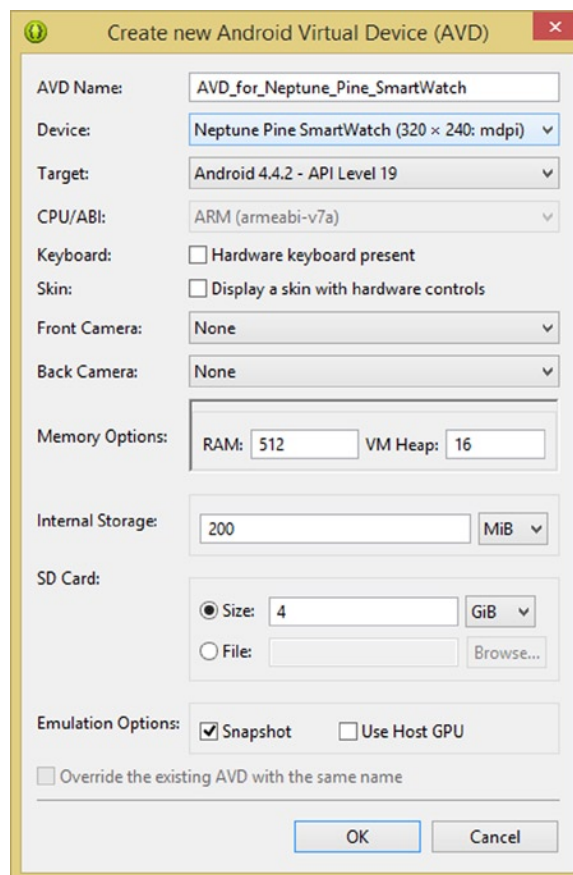 Create new Android Virtual Device (AVD)
AVD Name: AVD_for_Neptune_Pine_SmartWatch
Device: Neptune Pine SmartWatch (320 × 240: mdpi)
Target: Android 4.4.2 - API Level 19
CPU/ABI: ARM (armeabi-v7a)
Keyboard: Hardware keyboard present
Skin: Display a skin with hardware controls
Front Camera: None
Back Camera: None
Memory Options: RAM: 512 VM Heap: 16
Internal Storage: 200 MiB
SD Card:
Size: 4 GiB
File: Browse...
Emulation Options: Snapshot Use Host GPU
Override the existing AVD with the same name
OK Cancel